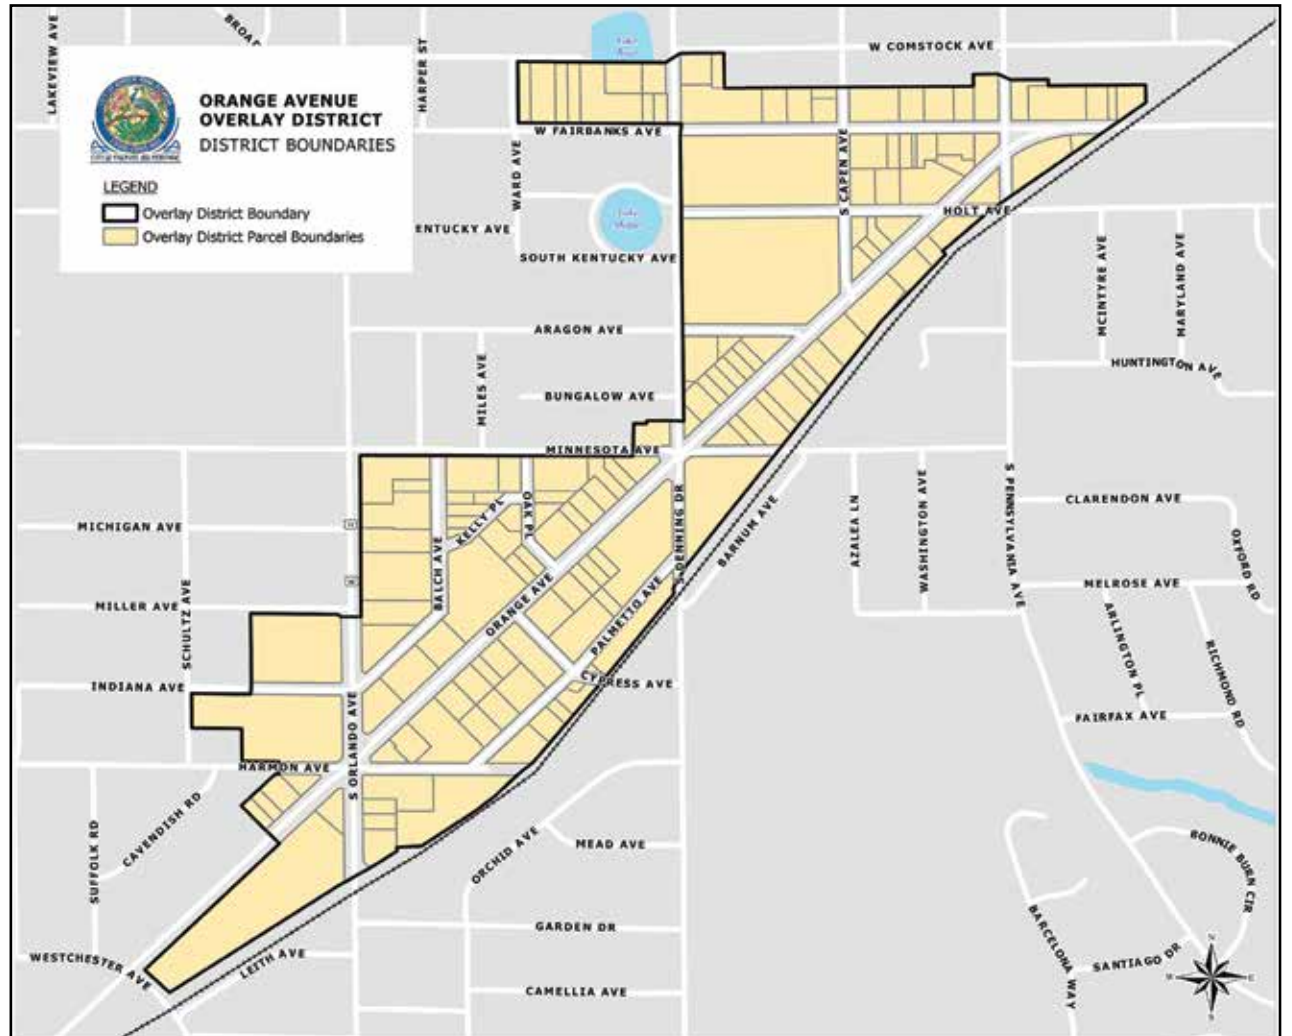 LAKEVIEW AVE
HARPER ST
W COMSTOCK AVE
ORANGE AVENUE
OVERLAY DISTRICT
DISTRICT BOUNDARIES
LEGEND
Overlay District Boundary
Overlay District Parcel Boundaries
W FAIRBANKS AVE
WARD AVE
S CAPEN AVE
HOLT AVE
ENTUCKY AVE
SOUTH KENTUCKY AVE
MCINTYRE AVE
MARYLAND AVE
ARAGON AVE
HUNTINGTON AVE
MILES AVE
BUNGALOW AVE
MINNESOTA AVE
MICHIGAN AVE
KELLY PL
OAK PL
BALCH AVE
ORANGE AVE
S DENNING DR
BARNUM AVE
AZALEA LN
WASHINGTON AVE
S PENNSYLVANIA AVE
CLARENDON AVE
OXFORD RD
MELROSE AVE
ARLINGTON PL
RICHMOND RD
MILLER AVE
SCHULTZ AVE
PALMETTO AVE
CYPRESS AVE
INDIANA AVE
S ORLANDO AVE
FAIRFAX AVE
HARMON AVE
CAVENDISH RD
SUFFOLK RD
ORCHID AVE
MEAD AVE
BONNIE BURN CIR
GARDEN DR
BARCELONA WAY
SANTIAGO DR
WESTCHESTER AVE
LEITH AVE
CAMELLIA AVE
N
W
E
S